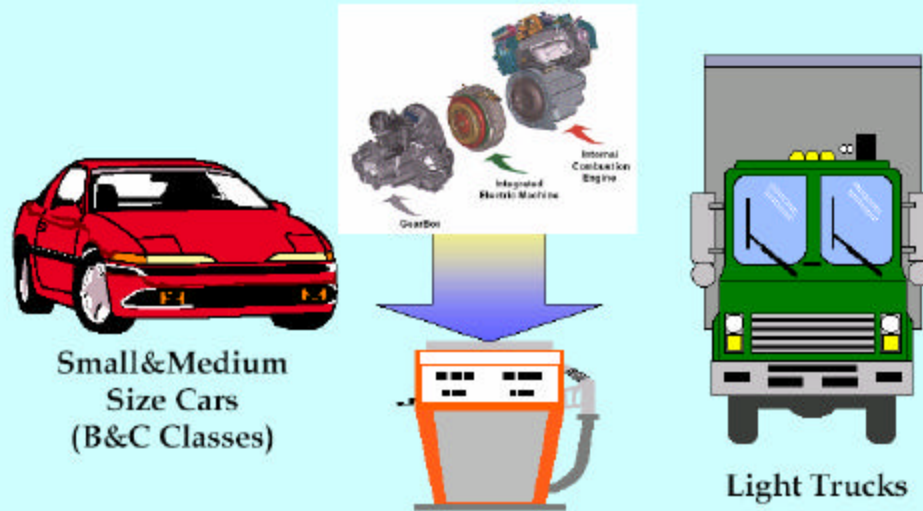 Internal
Combustion
Engine
Integrated
Electric Machine
GearBox
Small&Medium
Size Cars
(B&C Classes)
Light Trucks